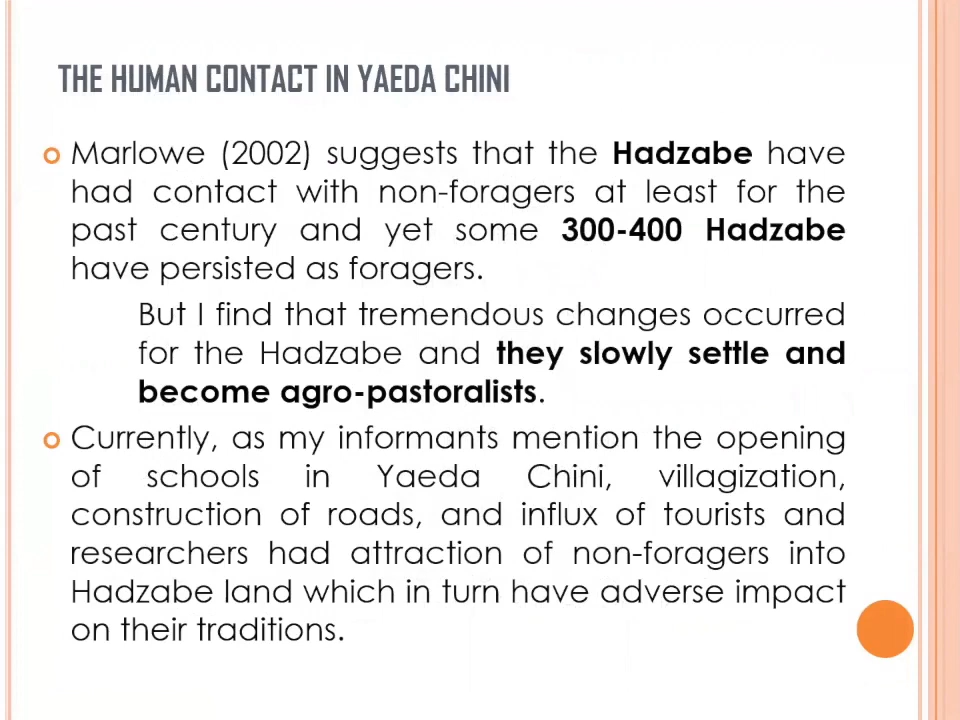 THE HUMAN CONTACT IN YAEDA CHINI
Marlowe (2002) suggests that the Hadzabe have
had contact with non-foragers at least for the
past century and yet some 300-400 Hadzabe
have persisted as foragers.
But I find that tremendous changes occurred
for the Hadzabe and they slowly settle and
become agro-pastoralists.
Currently, as my informants mention the opening
of schools in Yaeda Chini, villagization,
construction of roads, and influx of tourists and
researchers had attraction of non-foragers into
Hadzabe land which in turn have adverse impact
on their traditions.